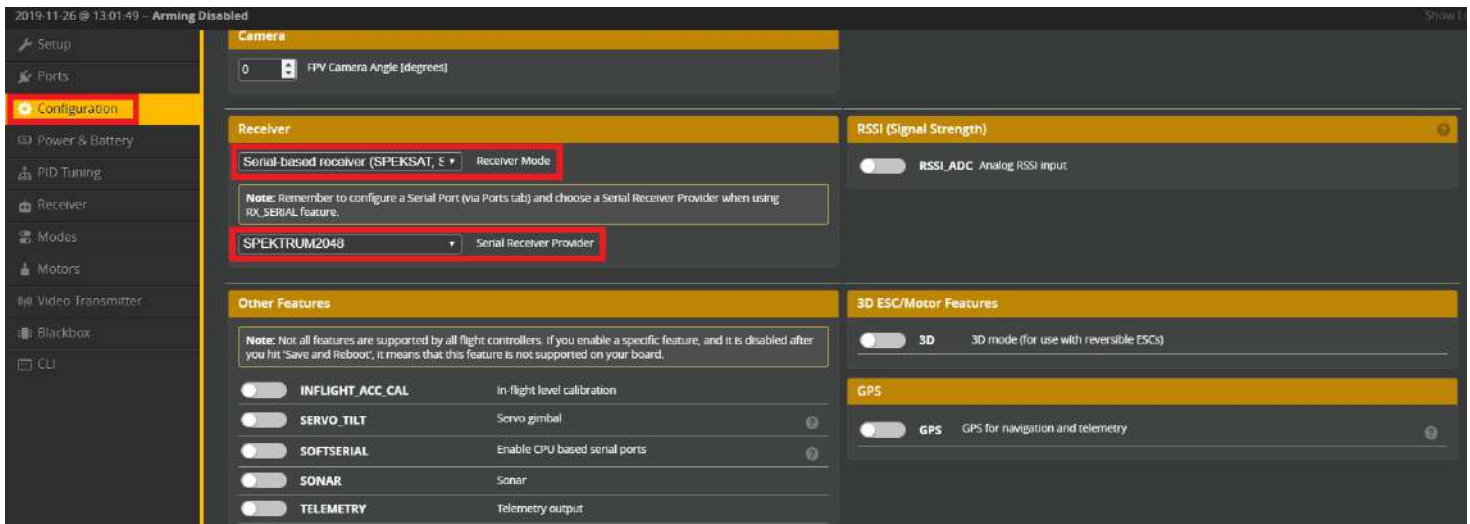 2019-11-26 @ 13:01:49 -- Arming Disabled
Show L
Setup
Ports
Configuration
Power & Battery
PID Tuning
Receiver
Modes
Motors
Video Transmitter
Blackbox
CLI
Camera
0 FPV Camera Angle [degrees]
Receiver
Serial-based receiver (SPEKSAT, S Receiver Mode
Note: Remember to configure a Serial Port (via Ports tab) and choose a Serial Receiver Provider when using
RX_SERIAL feature.
SPEKTRUM2048 Serial Receiver Provider
RSSI (Signal Strength)
RSSI_ADC Analog RSSI input
Other Features
Note: Not all features are supported by all flight controllers. If you enable a specific feature, and it is disabled after
you hit 'Save and Reboot', it means that this feature is not supported on your board.
INFLIGHT_ACC_CAL In-flight level calibration
SERVO_TILT Servo gimbal
SOFTSERIAL Enable CPU based serial ports
SONAR Sonar
TELEMETRY Telemetry output
3D ESC/Motor Features
3D 3D mode (for use with reversible ESCs)
GPS
GPS GPS for navigation and telemetry